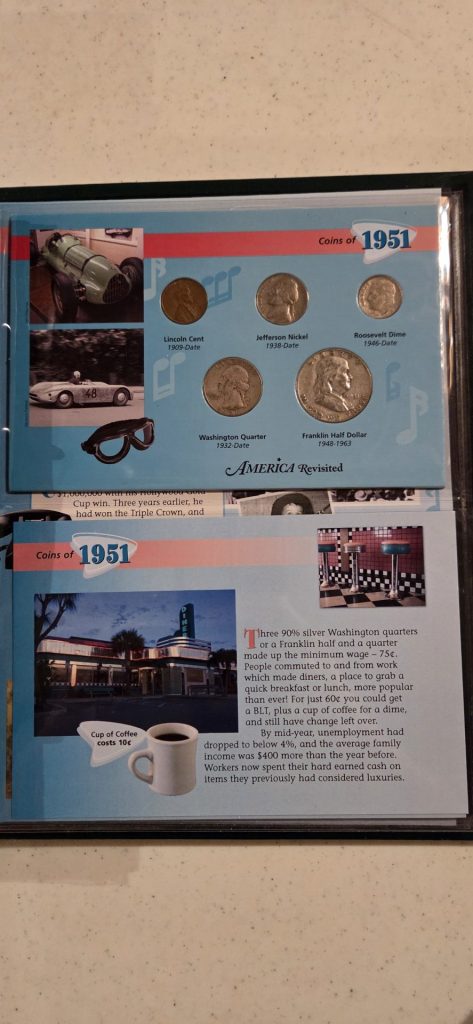 Coins of 1951
Lincoln Cent
1909-Date
Jefferson Nickel
1938-Date
Roosevelt Dime
1946-Date
Washington Quarter
1932-Date
Franklin Half Dollar
1948-1963
AMERICA Revisited
48
$1,000,000 with his Hollywood Gold
Cup win. Three years earlier, he
had won the Triple Crown, and
Coins of 1951
DINER
Three 90% silver Washington quarters
or a Franklin half and a quarter
made up the minimum wage – 75¢.
People commuted to and from work
which made diners, a place to grab a
quick breakfast or lunch, more popular
than ever! For just 60¢ you could get
a BLT, plus a cup of coffee for a dime,
and still have change left over.
By mid-year, unemployment had
dropped to below 4%, and the average family
income was $400 more than the year before.
Workers now spent their hard earned cash on
items they previously had considered luxuries.
Cup of Coffee
costs 10¢